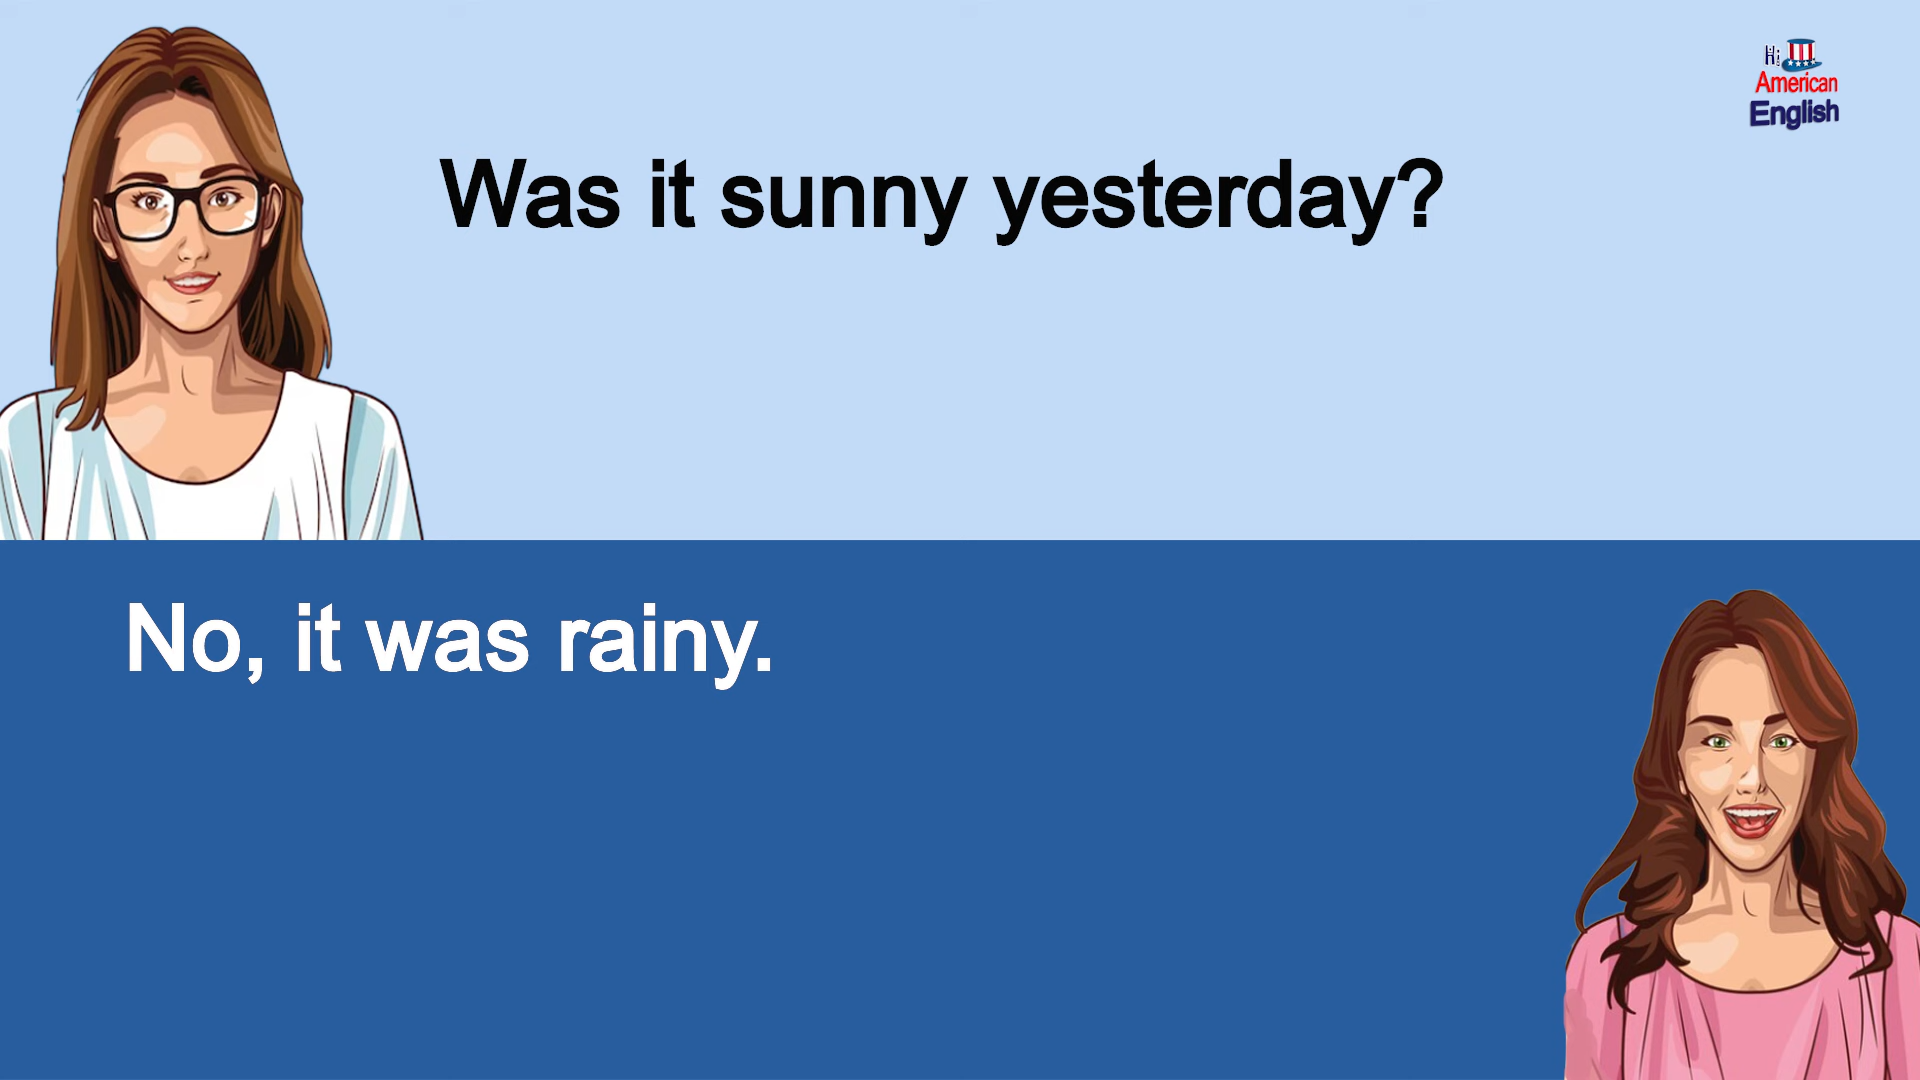 Hi
American
English
Was it sunny yesterday?
No, it was rainy.